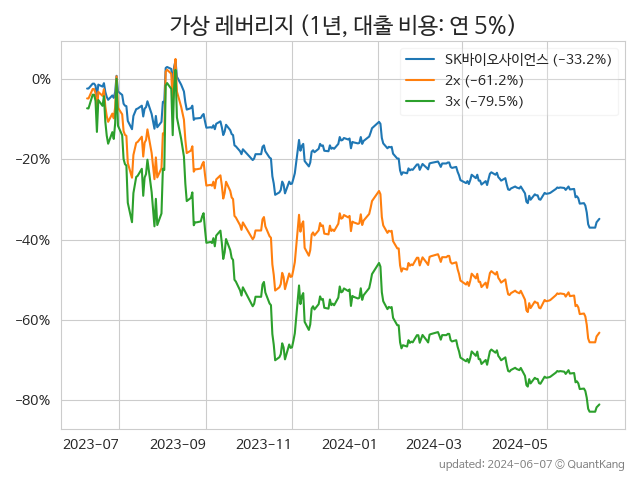 가상 레버리지 (1년, 대출 비용: 연 5%)
SK바이오사이언스 (−33.2%)
2x (−61.2%)
3x (−79.5%)
0%
−20%
−40%
−60%
−80%
2023-07 2023-09 2023-11 2024-01 2024-03 2024-05
updated: 2024-06-07 © QuantKang